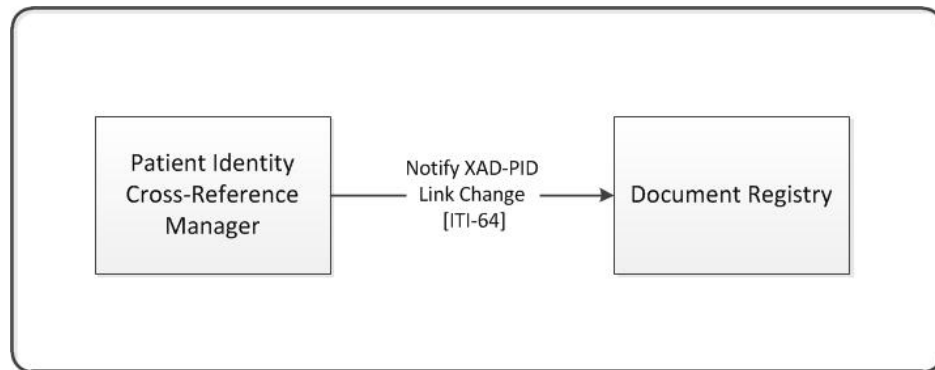 Patient Identity
Cross-Reference
Manager
Notify XAD-PID
Link Change
[ITI-64]
Document Registry